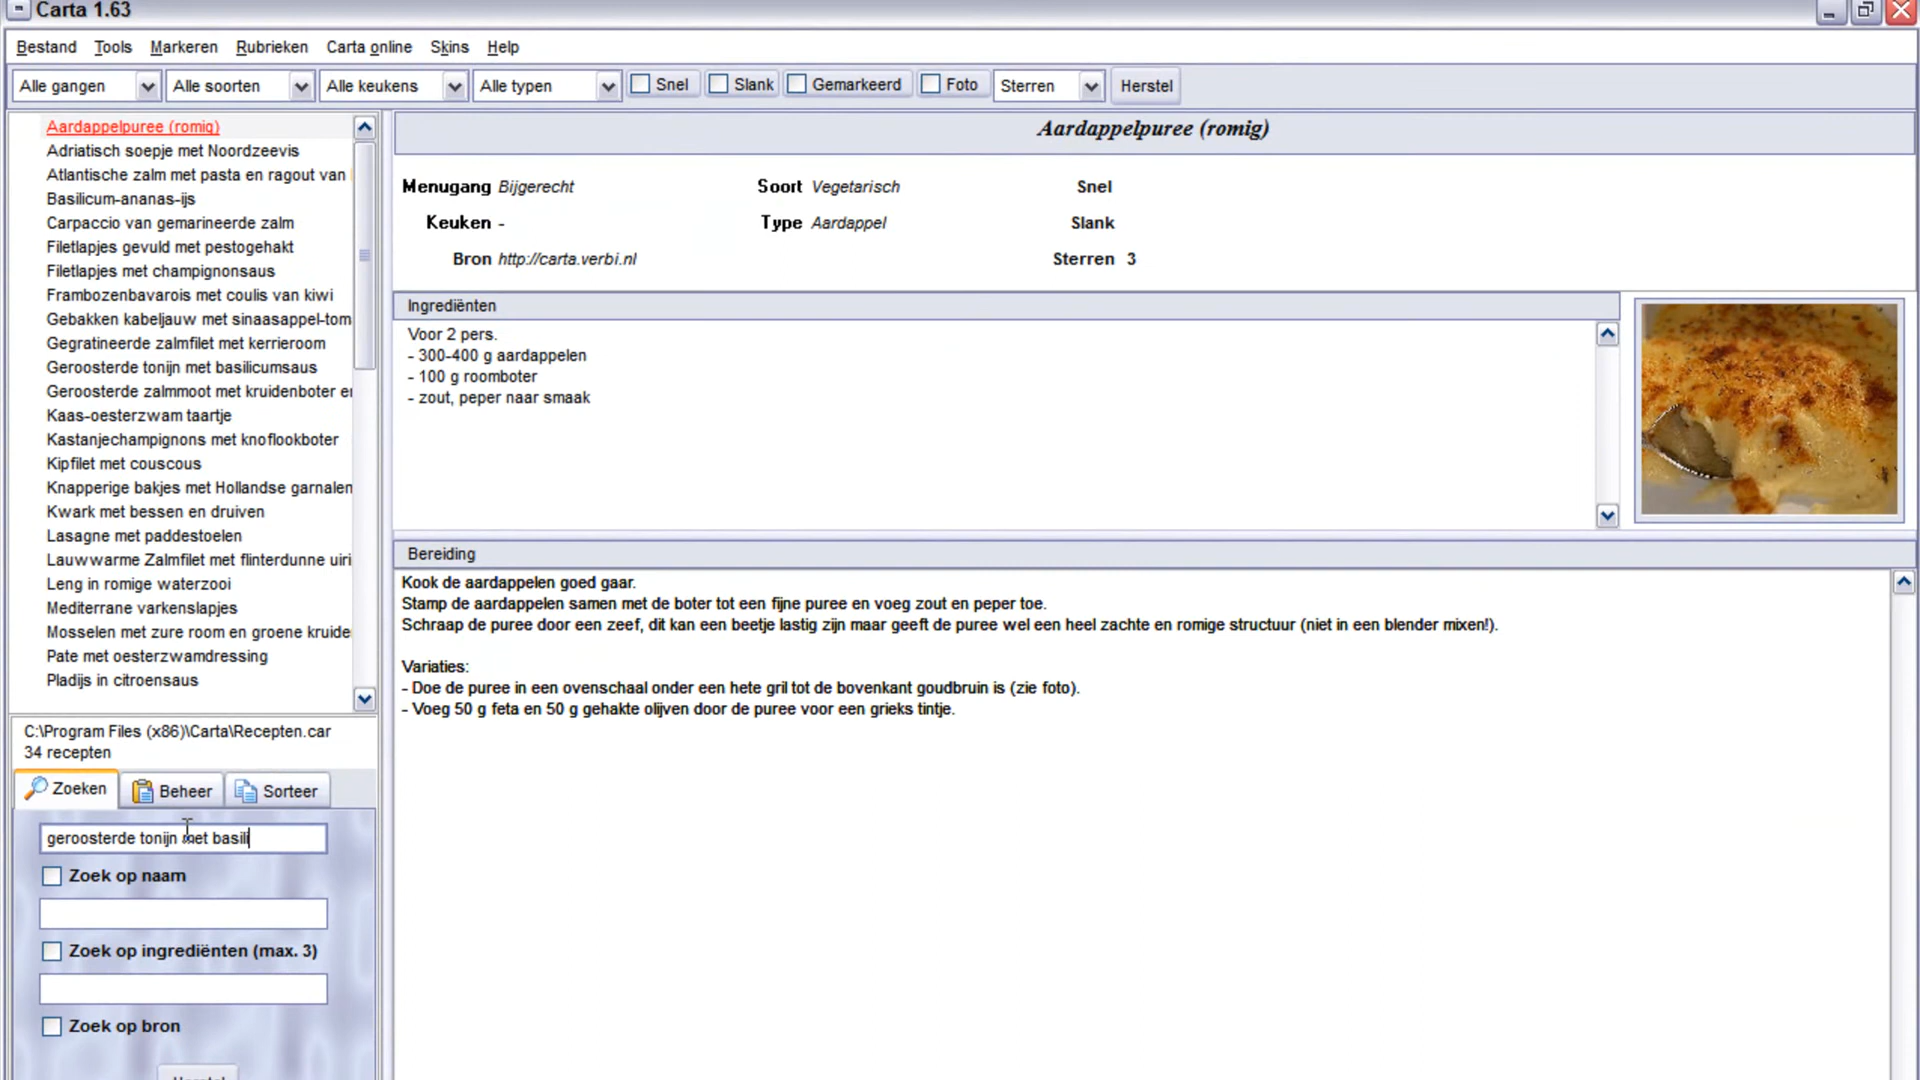 Carta 1.63
Bestand Tools Markeren Rubrieken Carta online Skins Help
Alle gangen Alle soorten Alle keukens Alle typen Snel Slank Gemarkeerd Foto Sterren Herstel
Aardappelpuree (romig)
Adriatisch soepje met Noordzeevis
Atlantische zalm met pasta en ragout van
Basilicum-ananas-ijs
Carpaccio van gemarineerde zalm
Filetlapjes gevuld met pestogehakt
Filetlapjes met champignonsaus
Frambozenbavarois met coulis van kiwi
Gebakken kabeljauw met sinaasappel-tom
Gegratineerde zalmfilet met kerrieroom
Geroosterde tonijn met basilicumsaus
Geroosterde zalmmoot met kruidenboter en
Kaas-oesterzwam taartje
Kastanjechampignons met knoflookboter
Kipfilet met couscous
Knapperige bakjes met Hollandse garnalen
Kwark met bessen en druiven
Lasagne met paddestoelen
Lauwwarme Zalmfilet met flinterdunne uiri
Leng in romige waterzooi
Mediterrane varkenslapjes
Mosselen met zure room en groene kruide
Pate met oesterzwamdressing
Pladijs in citroensaus
C:\Program Files (x86)\Carta\Recepten.car
34 recepten
Zoeken Beheer Sorteer
geroosterde tonijn met basili
Zoek op naam
Zoek op ingrediënten (max. 3)
Zoek op bron
Herstel
Aardappelpuree (romig)
Menugang Bijgerecht Soort Vegetarisch Snel
Keuken - Type Aardappel Slank
Bron http://carta.verbi.nl Sterren 3
Ingrediënten
Voor 2 pers.
- 300-400 g aardappelen
- 100 g roomboter
- zout, peper naar smaak
Bereiding
Kook de aardappelen goed gaar.
Stamp de aardappelen samen met de boter tot een fijne puree en voeg zout en peper toe.
Schraap de puree door een zeef, dit kan een beetje lastig zijn maar geeft de puree wel een heel zachte en romige structuur (niet in een blender mixen!).
Variaties:
- Doe de puree in een ovenschaal onder een hete gril tot de bovenkant goudbruin is (zie foto).
- Voeg 50 g feta en 50 g gehakte olijven door de puree voor een grieks tintje.